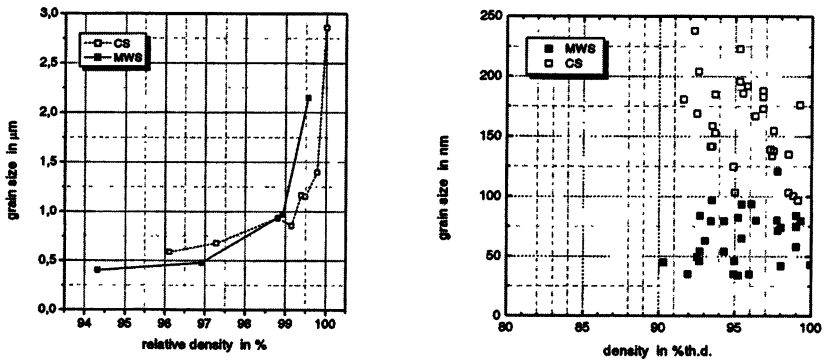 3,0
2,5
2,0
1,5
1,0
0,5
0,0
grain size in µm
CS
MWS
94 95 96 97 98 99 100
relative density in %
250
200
150
100
50
0
grain size in nm
MWS
CS
80 85 90 95 100
density in %th.d.